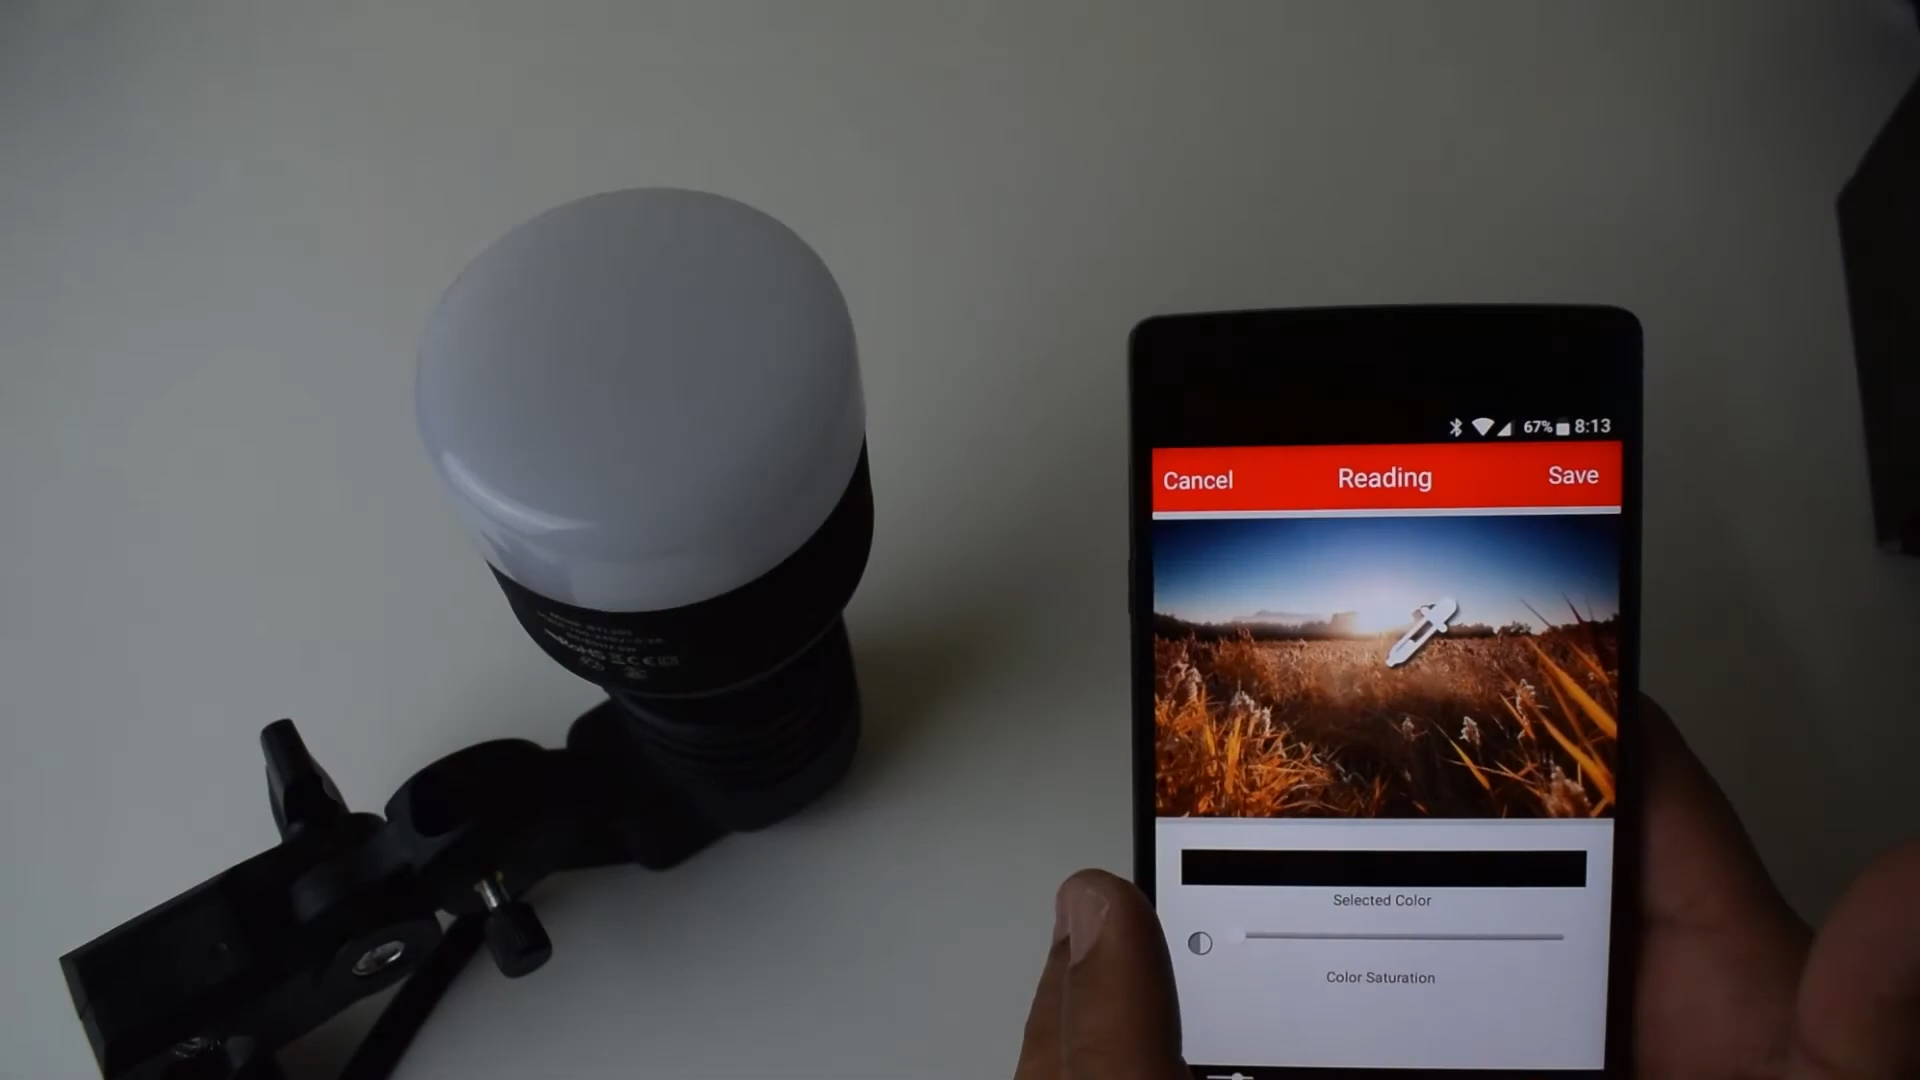 67% 8:13
Cancel Reading Save
Selected Color
Color Saturation